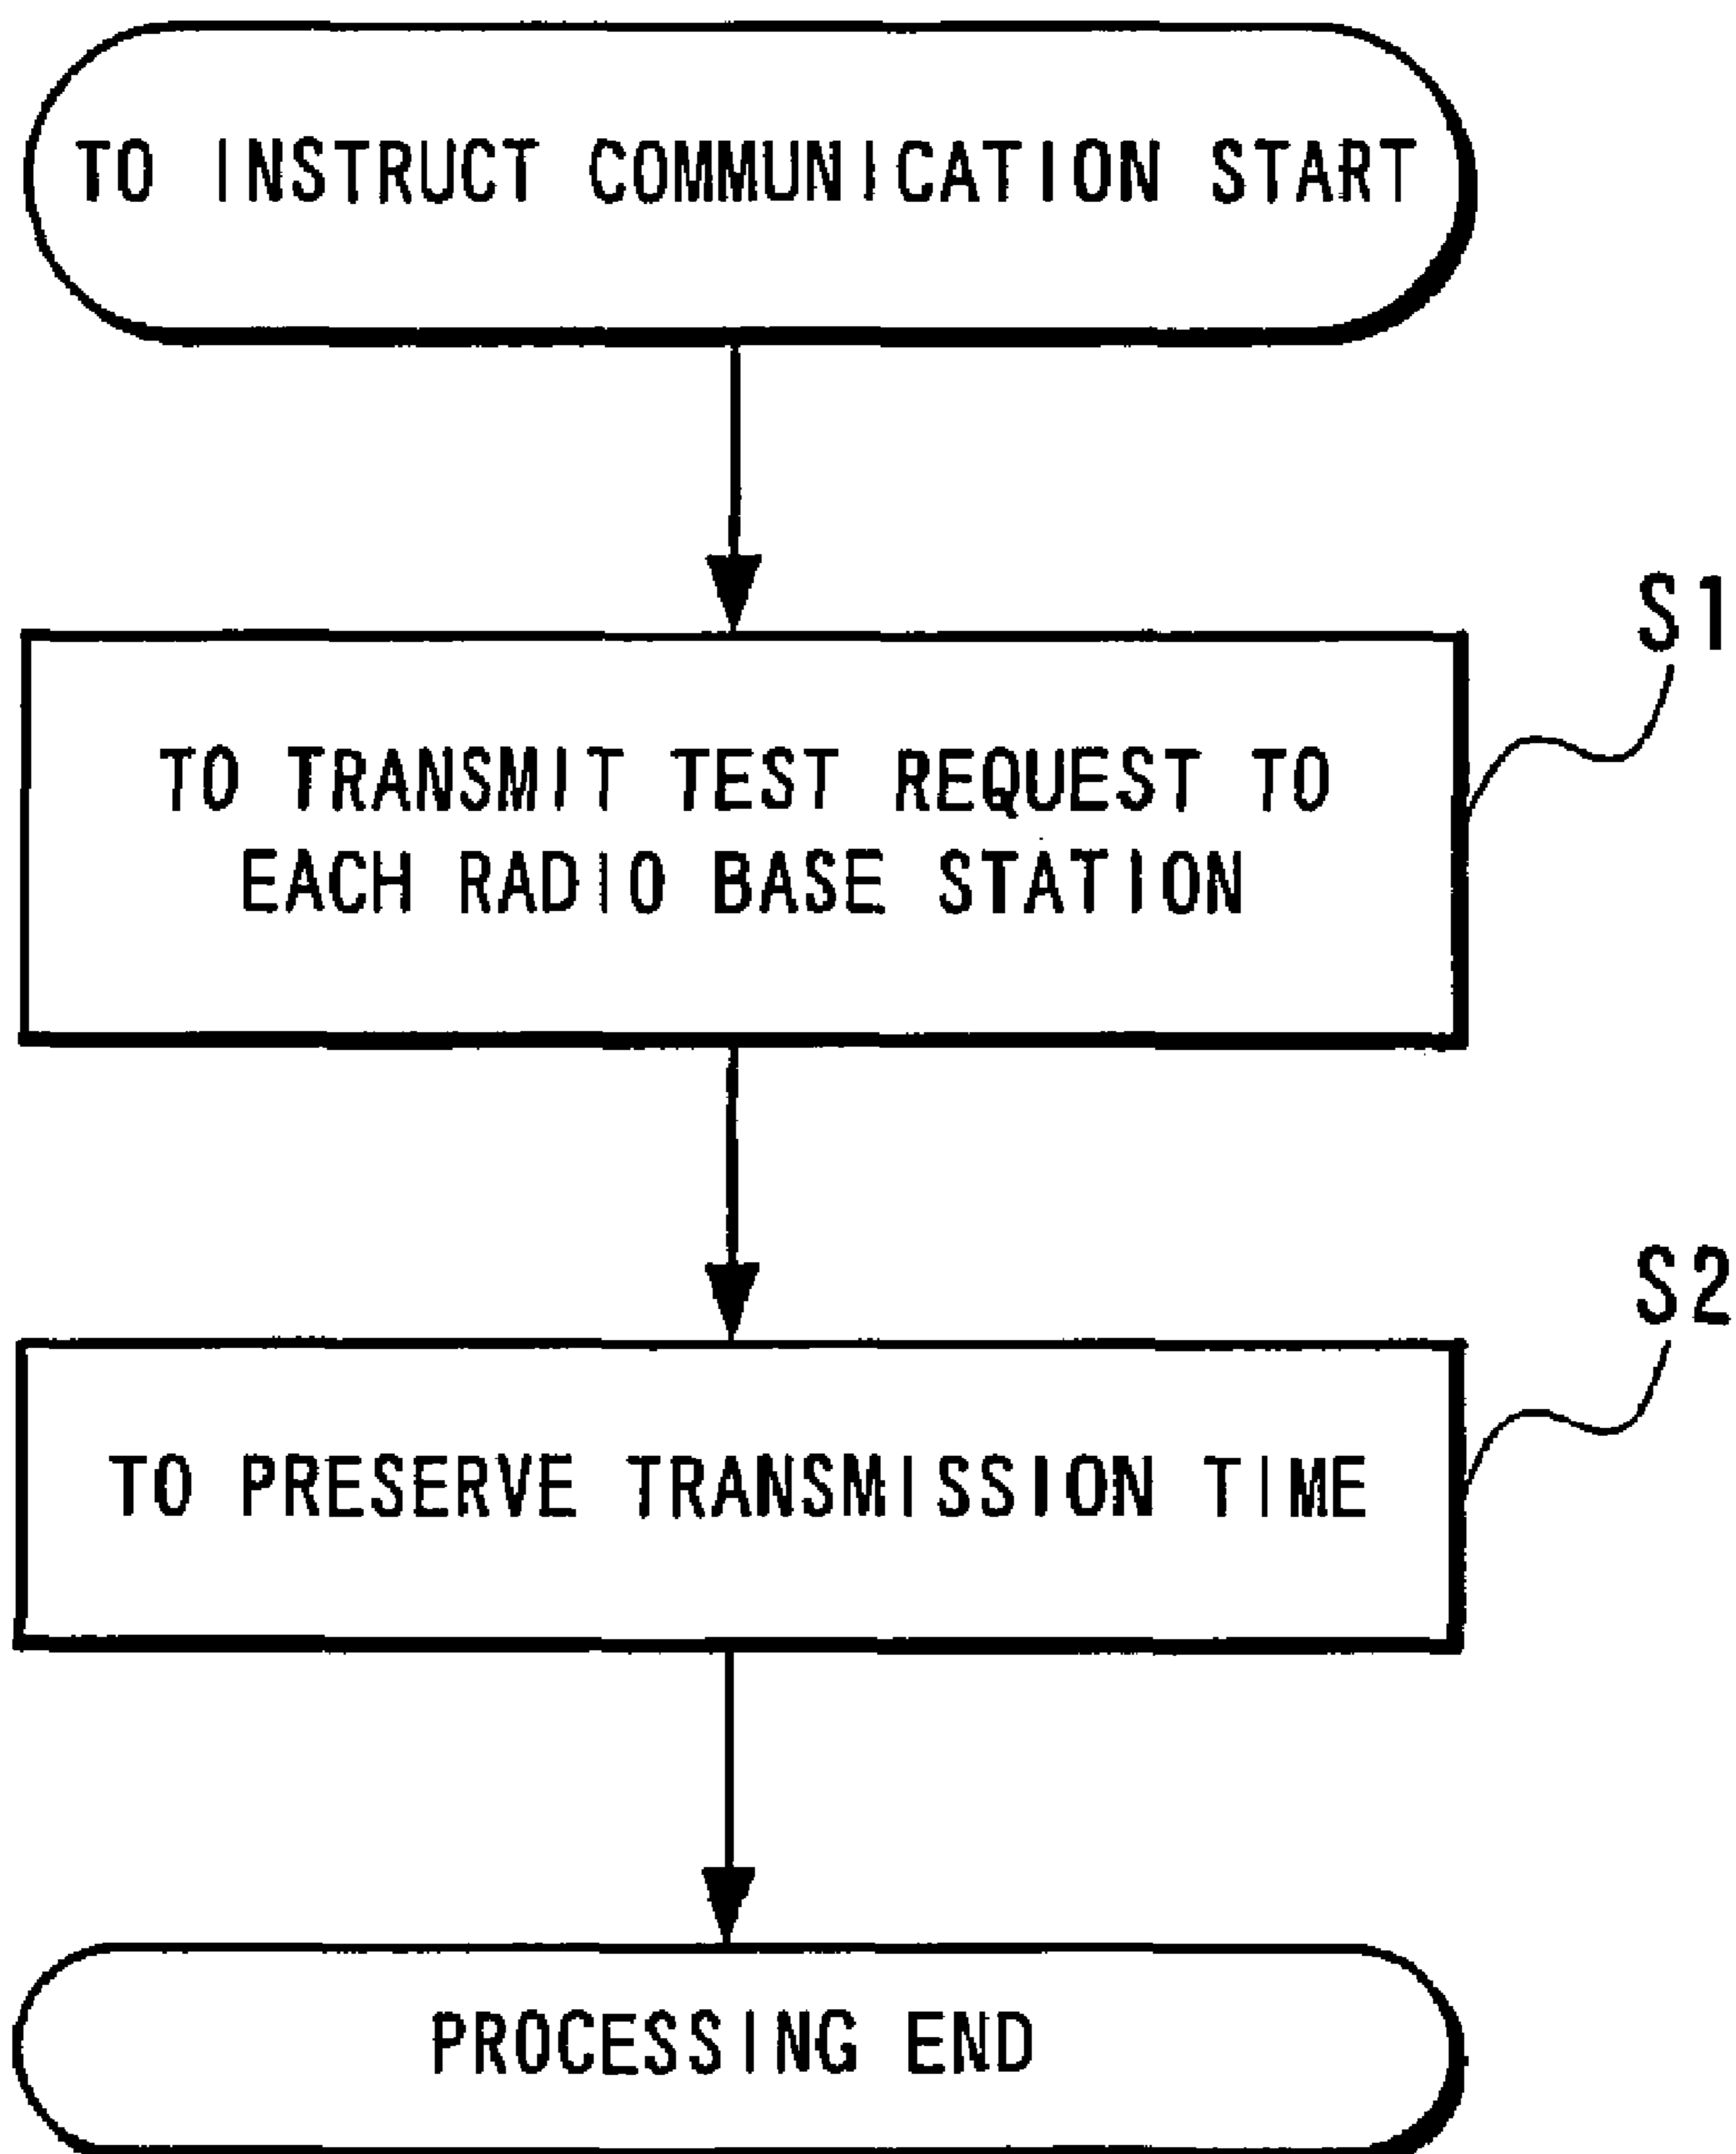 TO INSTRUCT COMMUNICATION START
S1
TO TRANSMIT TEST REQUEST TO
EACH RADIO BASE STATION
S2
TO PRESERVE TRANSMISSION TIME
PROCESSING END